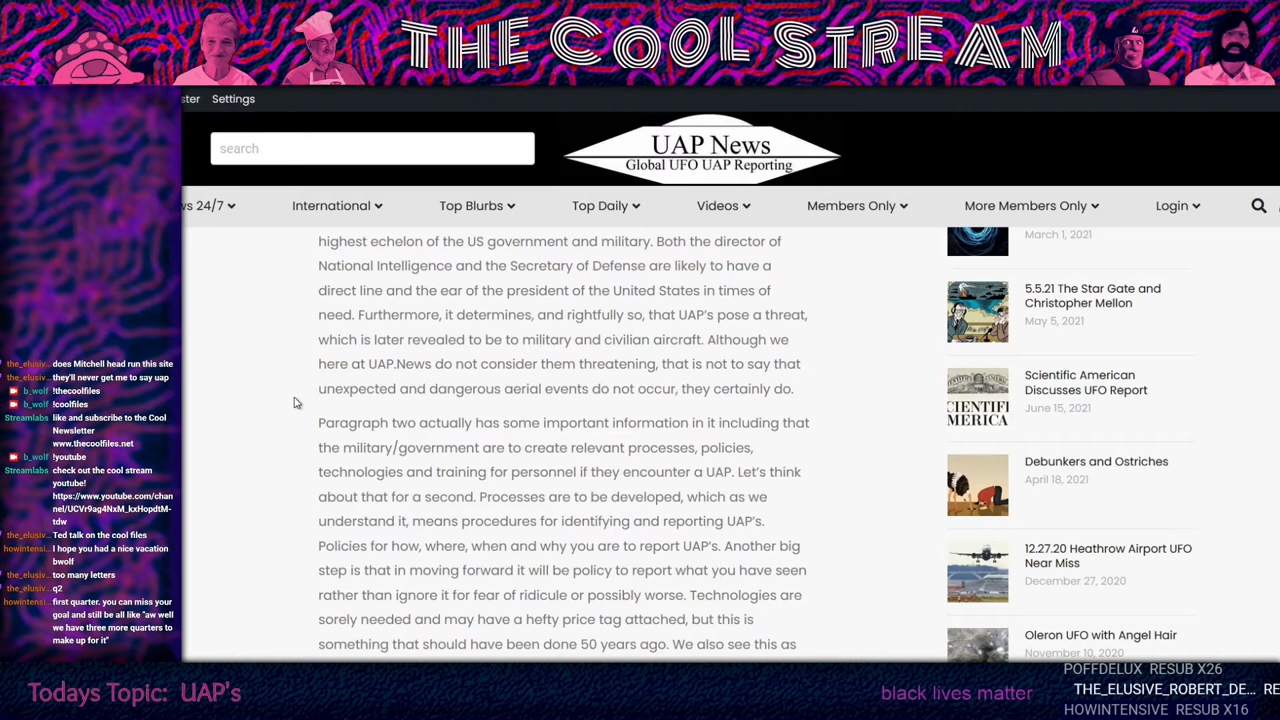 THE COOL STREAM
ster Settings
search
UAP News
Global UFO UAP Reporting
ws 24/7 International Top Blurbs Top Daily Videos Members Only More Members Only Login
highest echelon of the US government and military. Both the director of
National Intelligence and the Secretary of Defense are likely to have a
direct line and the ear of the president of the United States in times of
need. Furthermore, it determines, and rightfully so, that UAP's pose a threat,
which is later revealed to be to military and civilian aircraft. Although we
here at UAP.News do not consider them threatening, that is not to say that
unexpected and dangerous aerial events do not occur, they certainly do.
Paragraph two actually has some important information in it including that
the military/government are to create relevant processes, policies,
technologies and training for personnel if they encounter a UAP. Let's think
about that for a second. Processes are to be developed, which as we
understand it, means procedures for identifying and reporting UAP's.
Policies for how, where, when and why you are to report UAP's. Another big
step is that in moving forward it will be policy to report what you have seen
rather than ignore it for fear of ridicule or possibly worse. Technologies are
sorely needed and may have a hefty price tag attached, but this is
something that should have been done 50 years ago. We also see this as
March 1, 2021
5.5.21 The Star Gate and
Christopher Mellon
May 5, 2021
Scientific American
Discusses UFO Report
June 15, 2021
CIENTIFI
MERICA
Debunkers and Ostriches
April 18, 2021
12.27.20 Heathrow Airport UFO
Near Miss
December 27, 2020
Oleron UFO with Angel Hair
November 10, 2020
the_elusiv... does Mitchell head run this site
the_elusiv... they'll never get me to say uap
b_wolf !thecoolfiles
b_wolf !coolfiles
Streamlabs like and subscribe to the Cool
Newsletter
www.thecoolfiles.net
b_wolf !youtube
Streamlabs check out the cool stream
youtube!
https://www.youtube.com/chan
nel/UCVr9ag4NxM_kxHopdtM-
tdw
the_elusiv... Ted talk on the cool files
howintensi... I hope you had a nice vacation
bwolf
the_elusiv... too many letters
the_elusiv... q2
howintensi... first quarter. you can miss your
goal and still be all like "aw well
we have three more quarters to
make up for it"
Todays Topic: UAP's
black lives matter
POFFDELUX RESUB X26
THE_ELUSIVE_ROBERT_DE... RE
HOWINTENSIVE RESUB X16